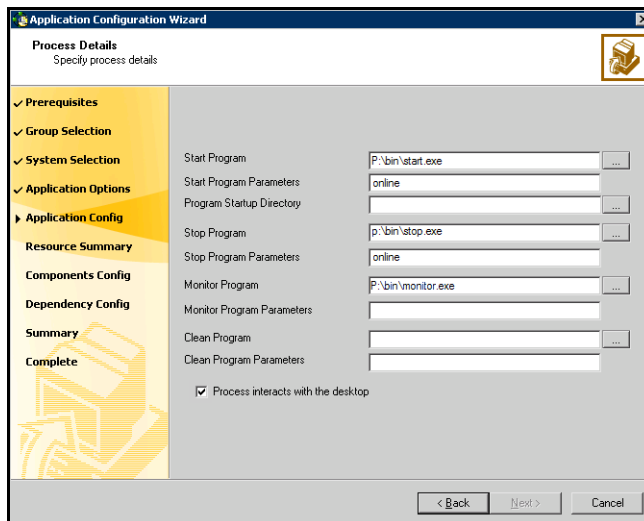 Application Configuration Wizard
Process Details
Specify process details
Prerequisites
Group Selection
System Selection
Application Options
Application Config
Resource Summary
Components Config
Dependency Config
Summary
Complete
Start Program P:\bin\start.exe ...
Start Program Parameters online
Program Startup Directory ...
Stop Program p:\bin\stop.exe ...
Stop Program Parameters online
Monitor Program P:\bin\monitor.exe ...
Monitor Program Parameters
Clean Program ...
Clean Program Parameters
Process interacts with the desktop
< Back Next > Cancel